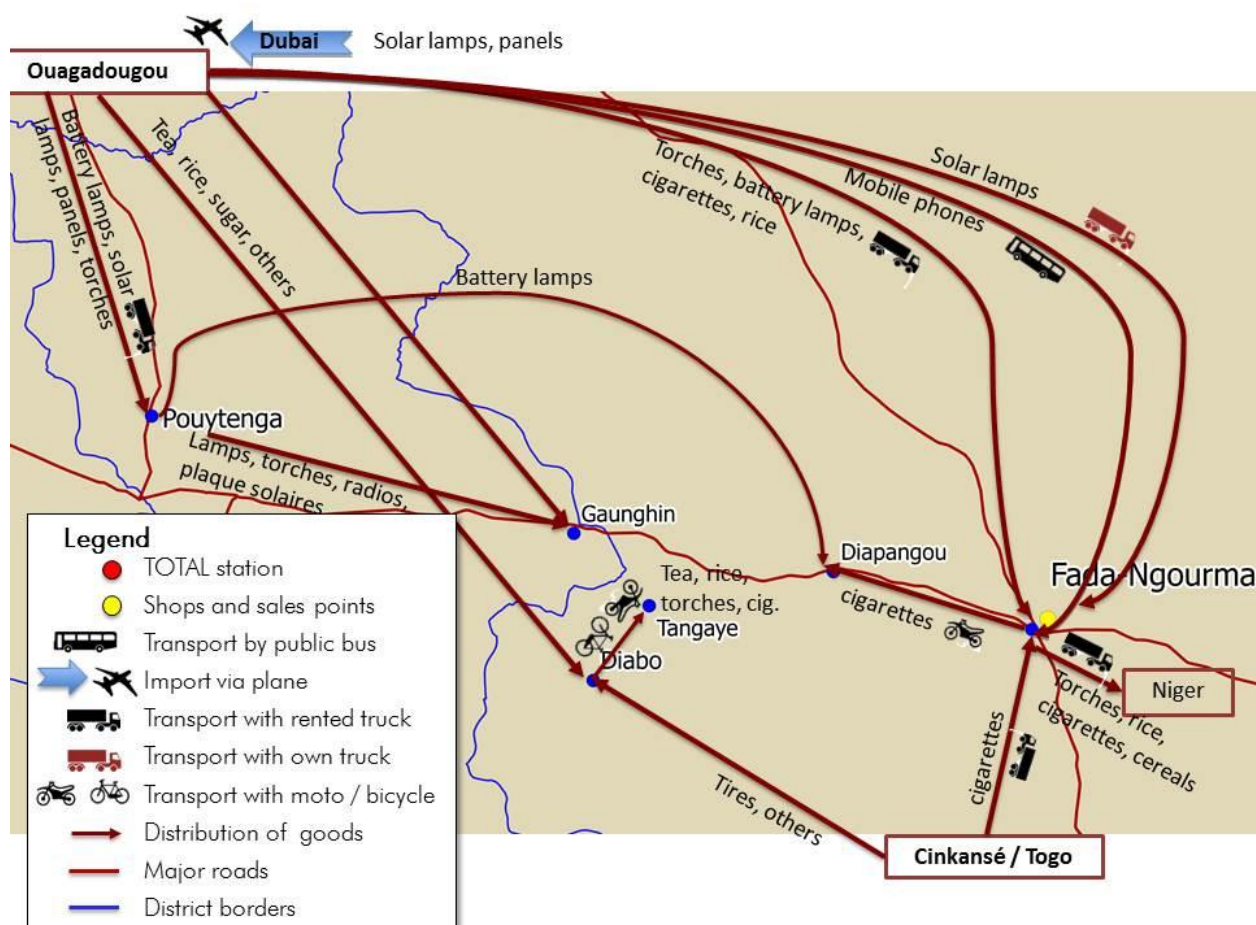 Dubai
Solar lamps, panels
Ouagadougou
Battery lamps, solar
lamps, panels, torches
Tea, rice, sugar, others
Torches, battery lamps,
cigarettes, rice
Mobile phones
Solar lamps
Battery lamps
Pouytenga
Lamps, torches, radios,
plaque solaires
Gaunghin
Diapangou
Fada-Ngourma
Tea, rice,
torches, cig.
Tangaye
Diabo
cigarettes
Niger
Torches, rice,
cigarettes, cereals
cigarettes
Tires, others
Cinkansé / Togo
Legend
TOTAL station
Shops and sales points
Transport by public bus
Import via plane
Transport with rented truck
Transport with own truck
Transport with moto / bicycle
Distribution of goods
Major roads
District borders